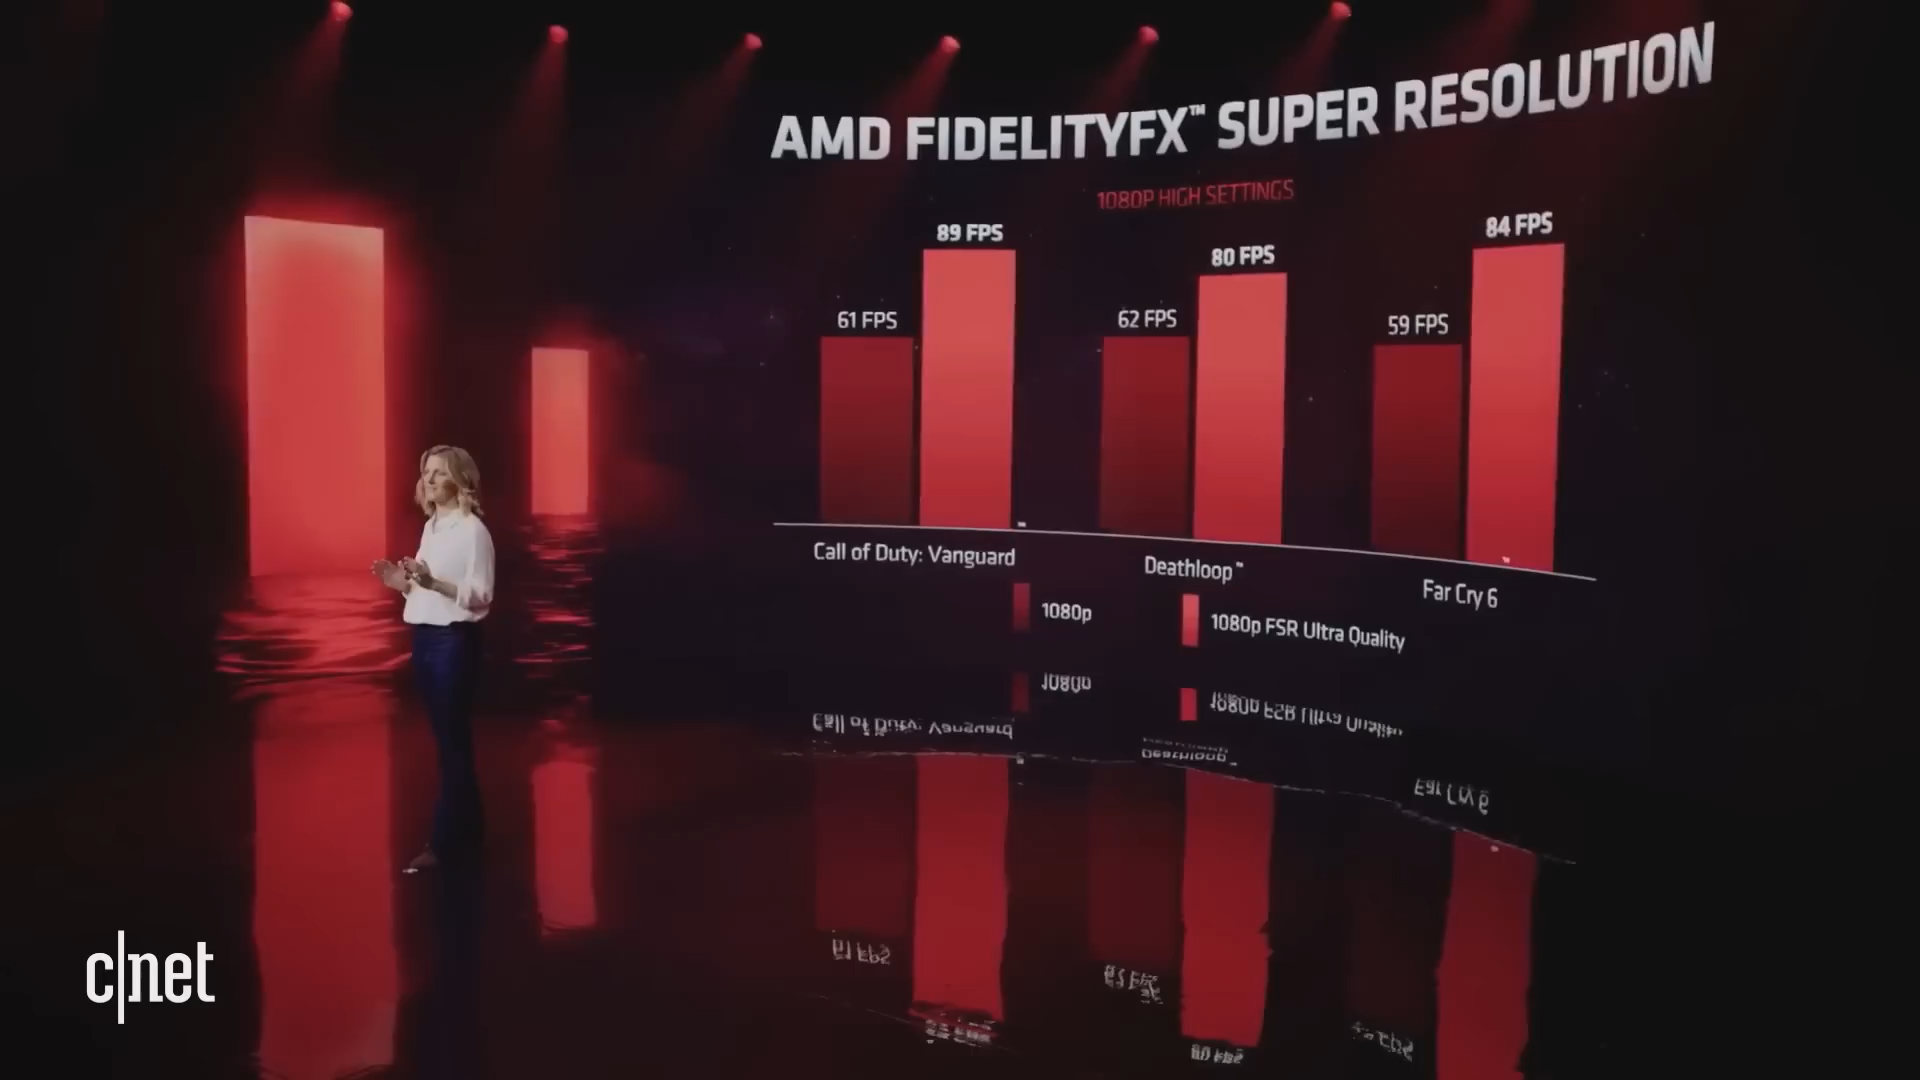 AMD FIDELITYFX™ SUPER RESOLUTION
1080P HIGH SETTINGS
89 FPS
84 FPS
80 FPS
61 FPS
62 FPS
59 FPS
Call of Duty: Vanguard
Deathloop™
Far Cry 6
1080p
1080p FSR Ultra Quality
c|net